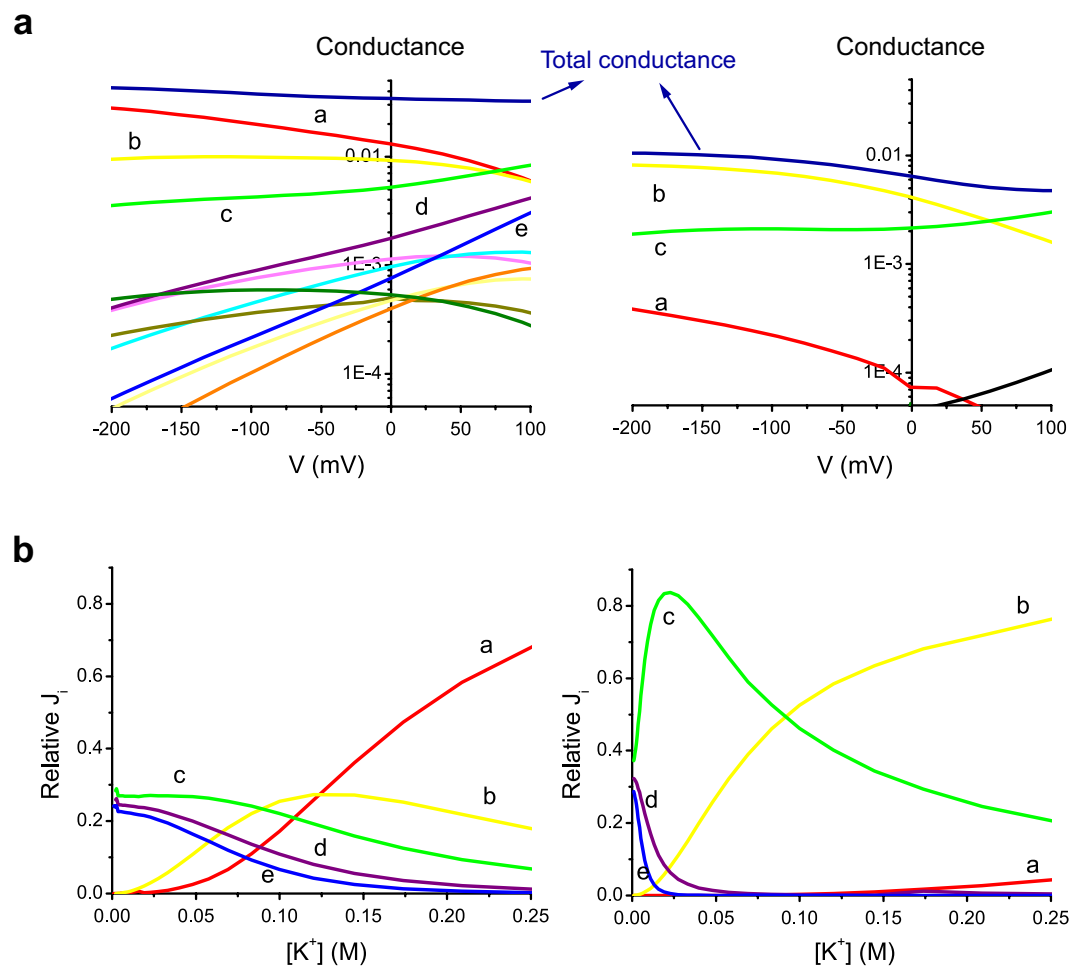 a
Conductance
Conductance
Total conductance
a
b
c
d
e
0.01
1E-3
1E-4
-200
-150
-100
-50
0
50
100
V (mV)
b
c
a
0.01
1E-3
1E-4
-200
-150
-100
-50
0
50
100
V (mV)
b
0.8
0.6
0.4
0.2
0.0
Relative Ji
a
b
c
d
e
0.00
0.05
0.10
0.15
0.20
0.25
[K+] (M)
0.8
0.6
0.4
0.2
0.0
Relative Ji
c
b
d
e
a
0.00
0.05
0.10
0.15
0.20
0.25
[K+] (M)